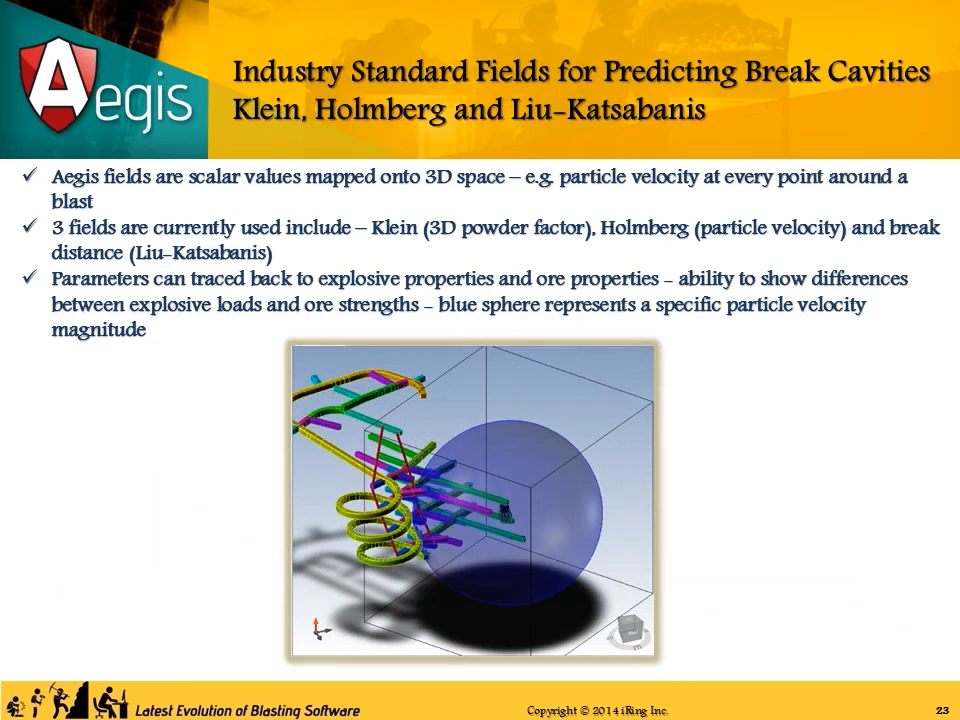 Aegis
Industry Standard Fields for Predicting Break Cavities
Klein, Holmberg and Liu-Katsabanis
✓ Aegis fields are scalar values mapped onto 3D space – e.g. particle velocity at every point around a
blast
✓ 3 fields are currently used include – Klein (3D powder factor), Holmberg (particle velocity) and break
distance (Liu-Katsabanis)
✓ Parameters can traced back to explosive properties and ore properties - ability to show differences
between explosive loads and ore strengths - blue sphere represents a specific particle velocity
magnitude
Latest Evolution of Blasting Software
Copyright © 2014 iRing Inc.
23